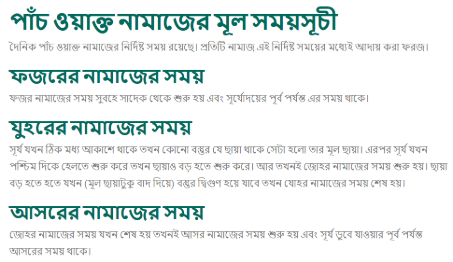 পাঁচ ওয়াক্ত নামাজের মূল সময়সূচী
দৈনিক পাঁচ ওয়াক্ত নামাজের নির্দিষ্ট সময় রয়েছে। প্রতিটি নামাজ এই নির্দিষ্ট সময়ের মধ্যেই আদায় করা ফরজ।
ফজরের নামাজের সময়
ফজর নামাজের সময় সুবহে সাদেক থেকে শুরু হয় এবং সূর্যোদয়ের পূর্ব পর্যন্ত এর সময় থাকে।
যুহরের নামাজের সময়
সূর্য যখন ঠিক মধ্য আকাশে থাকে তখন কোনো বস্তুর যে ছায়া থাকে সেটা হলো তার মূল ছায়া। এরপর সূর্য যখন
পশ্চিম দিকে হেলতে শুরু করে তখন ছায়াও বড় হতে শুরু করে। আর তখনই জোহর নামাজের সময় শুরু হয়। ছায়া
বড় হতে হতে যখন (মূল ছায়াটুকু বাদ দিয়ে) বস্তুর দ্বিগুণ হয়ে যাবে তখন যোহর নামাজের সময় শেষ হয়।
আসরের নামাজের সময়
জোহর নামাজের সময় যখন শেষ হয় তখনই আসর নামাজের সময় শুরু হয় এবং সূর্য ডুবে যাওয়ার পূর্ব পর্যন্ত
আসরের সময় থাকে।